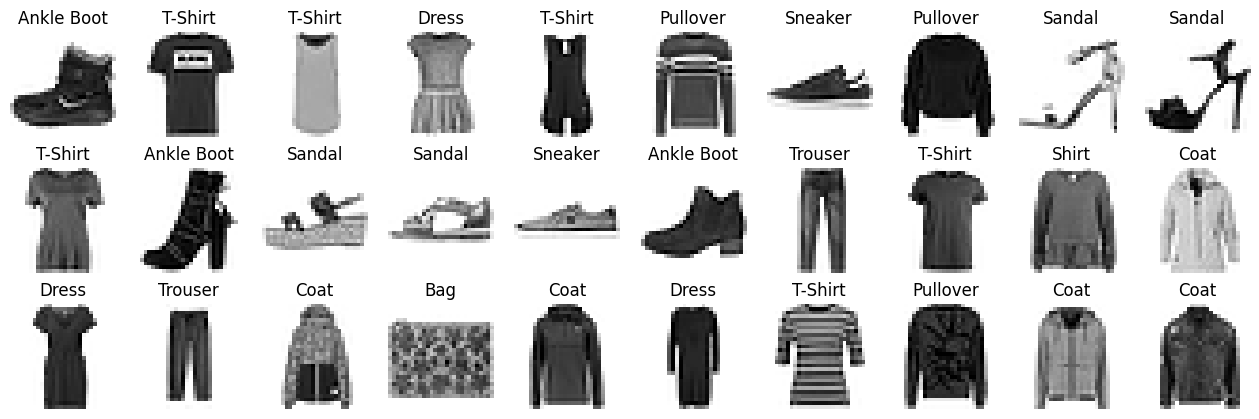 Ankle Boot T-Shirt T-Shirt Dress T-Shirt Pullover Sneaker Pullover Sandal Sandal
T-Shirt Ankle Boot Sandal Sandal Sneaker Ankle Boot Trouser T-Shirt Shirt Coat
Dress Trouser Coat Bag Coat Dress T-Shirt Pullover Coat Coat